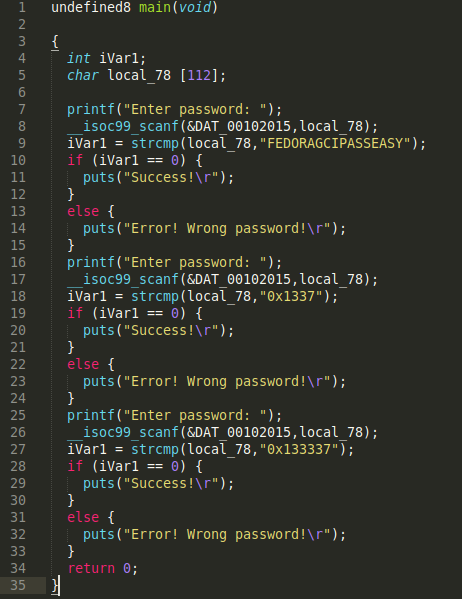 1 undefined8 main(void)
2
3 {
4 int iVar1;
5 char local_78 [112];
6
7 printf("Enter password: ");
8 __isoc99_scanf(&DAT_00102015,local_78);
9 iVar1 = strcmp(local_78,"FEDORAGCIPASSEASY");
10 if (iVar1 == 0) {
11 puts("Success!\r");
12 }
13 else {
14 puts("Error! Wrong password!\r");
15 }
16 printf("Enter password: ");
17 __isoc99_scanf(&DAT_00102015,local_78);
18 iVar1 = strcmp(local_78,"0x1337");
19 if (iVar1 == 0) {
20 puts("Success!\r");
21 }
22 else {
23 puts("Error! Wrong password!\r");
24 }
25 printf("Enter password: ");
26 __isoc99_scanf(&DAT_00102015,local_78);
27 iVar1 = strcmp(local_78,"0x133337");
28 if (iVar1 == 0) {
29 puts("Success!\r");
30 }
31 else {
32 puts("Error! Wrong password!\r");
33 }
34 return 0;
35 }